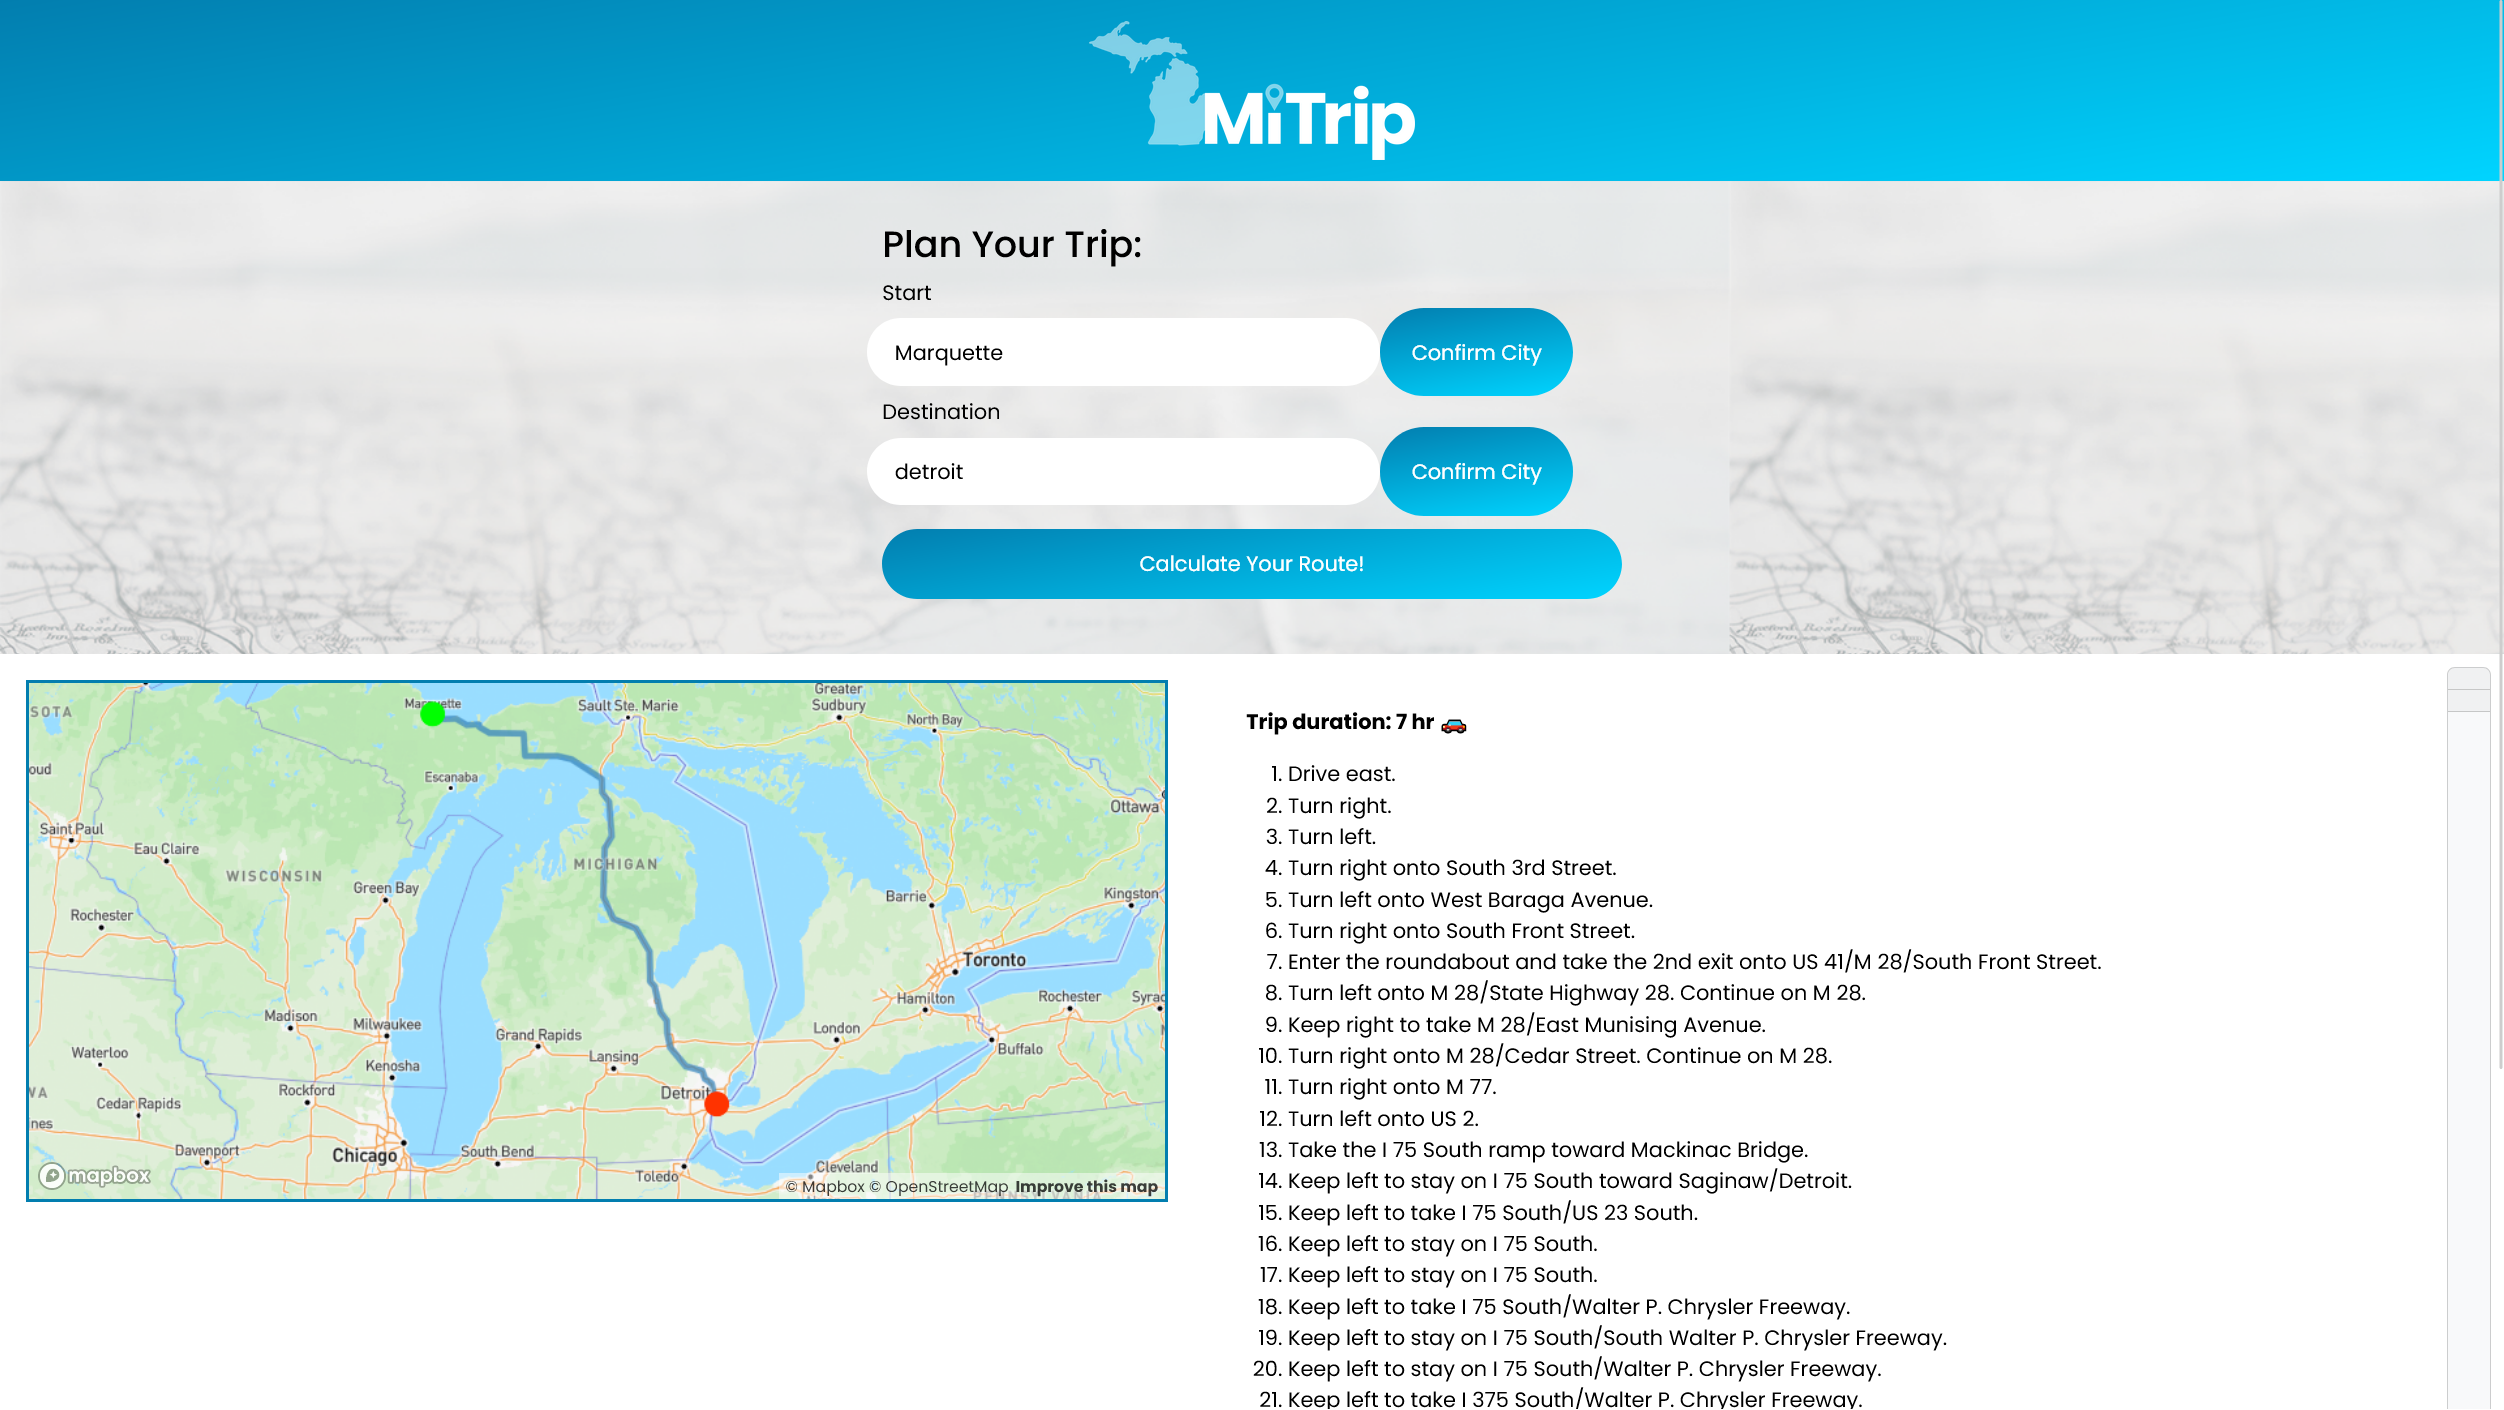 MiTrip
Plan Your Trip:
Start
Marquette
Confirm City
Destination
detroit
Confirm City
Calculate Your Route!
SOTA
Marquette
Sault Ste. Marie
Greater
Sudbury
North Bay
oud
Escanaba
Ottawa
Saint Paul
Eau Claire
WISCONSIN
MICHIGAN
Green Bay
Barrie
Kingston
Rochester
Toronto
Madison
Milwaukee
Grand Rapids
Hamilton
Rochester
Syrac
Waterloo
Kenosha
Lansing
London
Buffalo
WA
Rockford
Detroit
Cedar Rapids
nes
Davenport
Chicago
South Bend
Toledo
Cleveland
PENNSYLVANIA
mapbox
© Mapbox © OpenStreetMap Improve this map
Trip duration: 7 hr
1. Drive east.
2. Turn right.
3. Turn left.
4. Turn right onto South 3rd Street.
5. Turn left onto West Baraga Avenue.
6. Turn right onto South Front Street.
7. Enter the roundabout and take the 2nd exit onto US 41/M 28/South Front Street.
8. Turn left onto M 28/State Highway 28. Continue on M 28.
9. Keep right to take M 28/East Munising Avenue.
10. Turn right onto M 28/Cedar Street. Continue on M 28.
11. Turn right onto M 77.
12. Turn left onto US 2.
13. Take the I 75 South ramp toward Mackinac Bridge.
14. Keep left to stay on I 75 South toward Saginaw/Detroit.
15. Keep left to take I 75 South/US 23 South.
16. Keep left to stay on I 75 South.
17. Keep left to stay on I 75 South.
18. Keep left to take I 75 South/Walter P. Chrysler Freeway.
19. Keep left to stay on I 75 South/South Walter P. Chrysler Freeway.
20. Keep left to stay on I 75 South/Walter P. Chrysler Freeway.
21. Keep left to take I 375 South/Walter P. Chrysler Freeway.